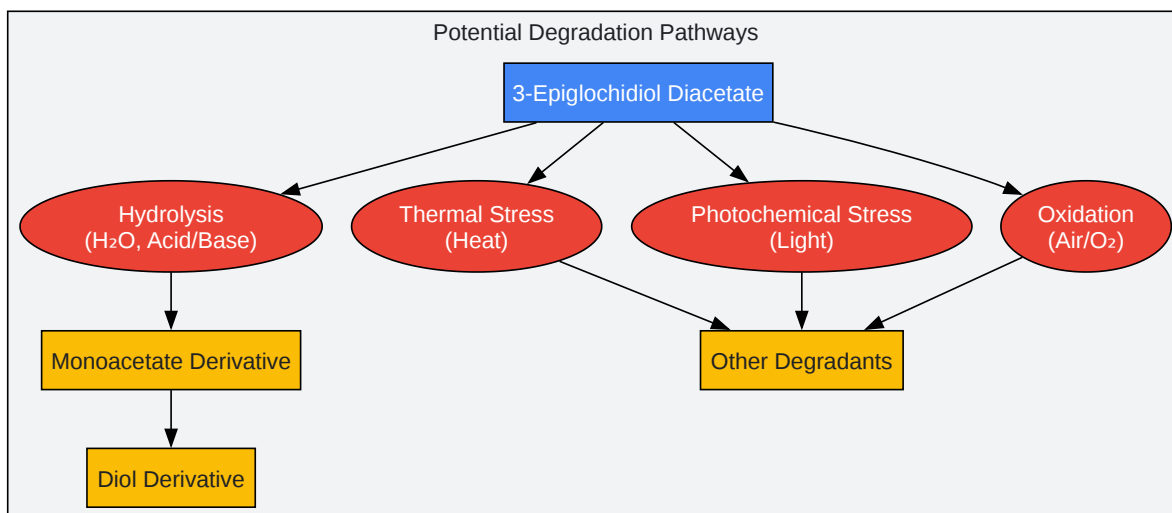 Potential Degradation Pathways
3-Epiglochidiol Diacetate
Hydrolysis
(H₂O, Acid/Base)
Thermal Stress
(Heat)
Photochemical Stress
(Light)
Oxidation
(Air/O₂)
Monoacetate Derivative
Other Degradants
Diol Derivative